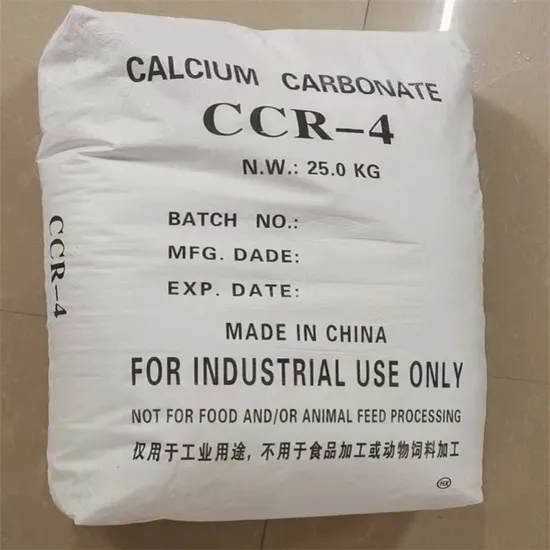 CALCIUM CARBONATE
CCR-4
N.W.: 25.0 KG
BATCH NO.:
MFG. DADE:
EXP. DATE:
MADE IN CHINA
FOR INDUSTRIAL USE ONLY
NOT FOR FOOD AND/OR ANIMAL FEED PROCESSING
仅用于工业用途，不用于食品加工或动物饲料加工
HX
CCR-4